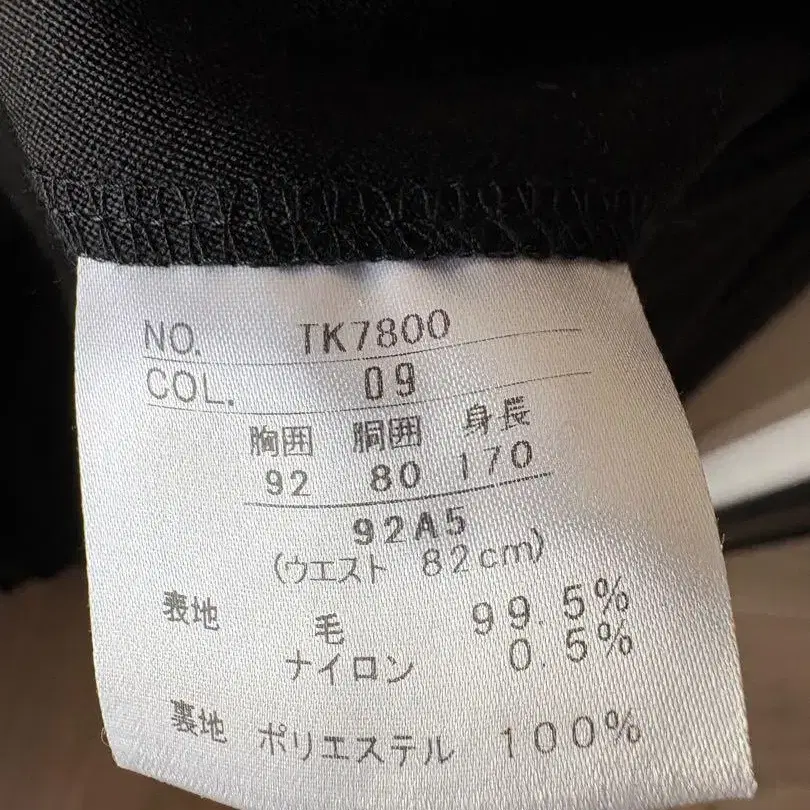 NO. TK7800
COL. 09
胸囲 胴囲 身長
92 80 170
92A5
(ウエスト 82cm)
表地 毛 99.5%
ナイロン 0.5%
裏地 ポリエステル 100%